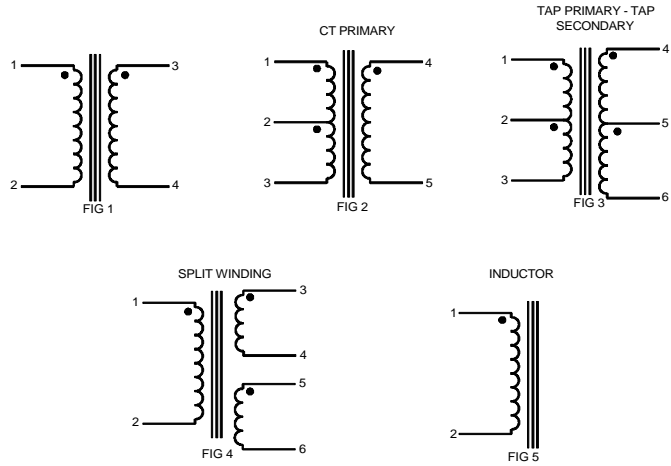 CT PRIMARY
TAP PRIMARY - TAP
SECONDARY
1
3
2
4
FIG 1
1
4
2
3
5
FIG 2
4
1
2
5
3
6
FIG 3
SPLIT WINDING
INDUCTOR
1
3
4
5
2
6
FIG 4
1
2
FIG 5